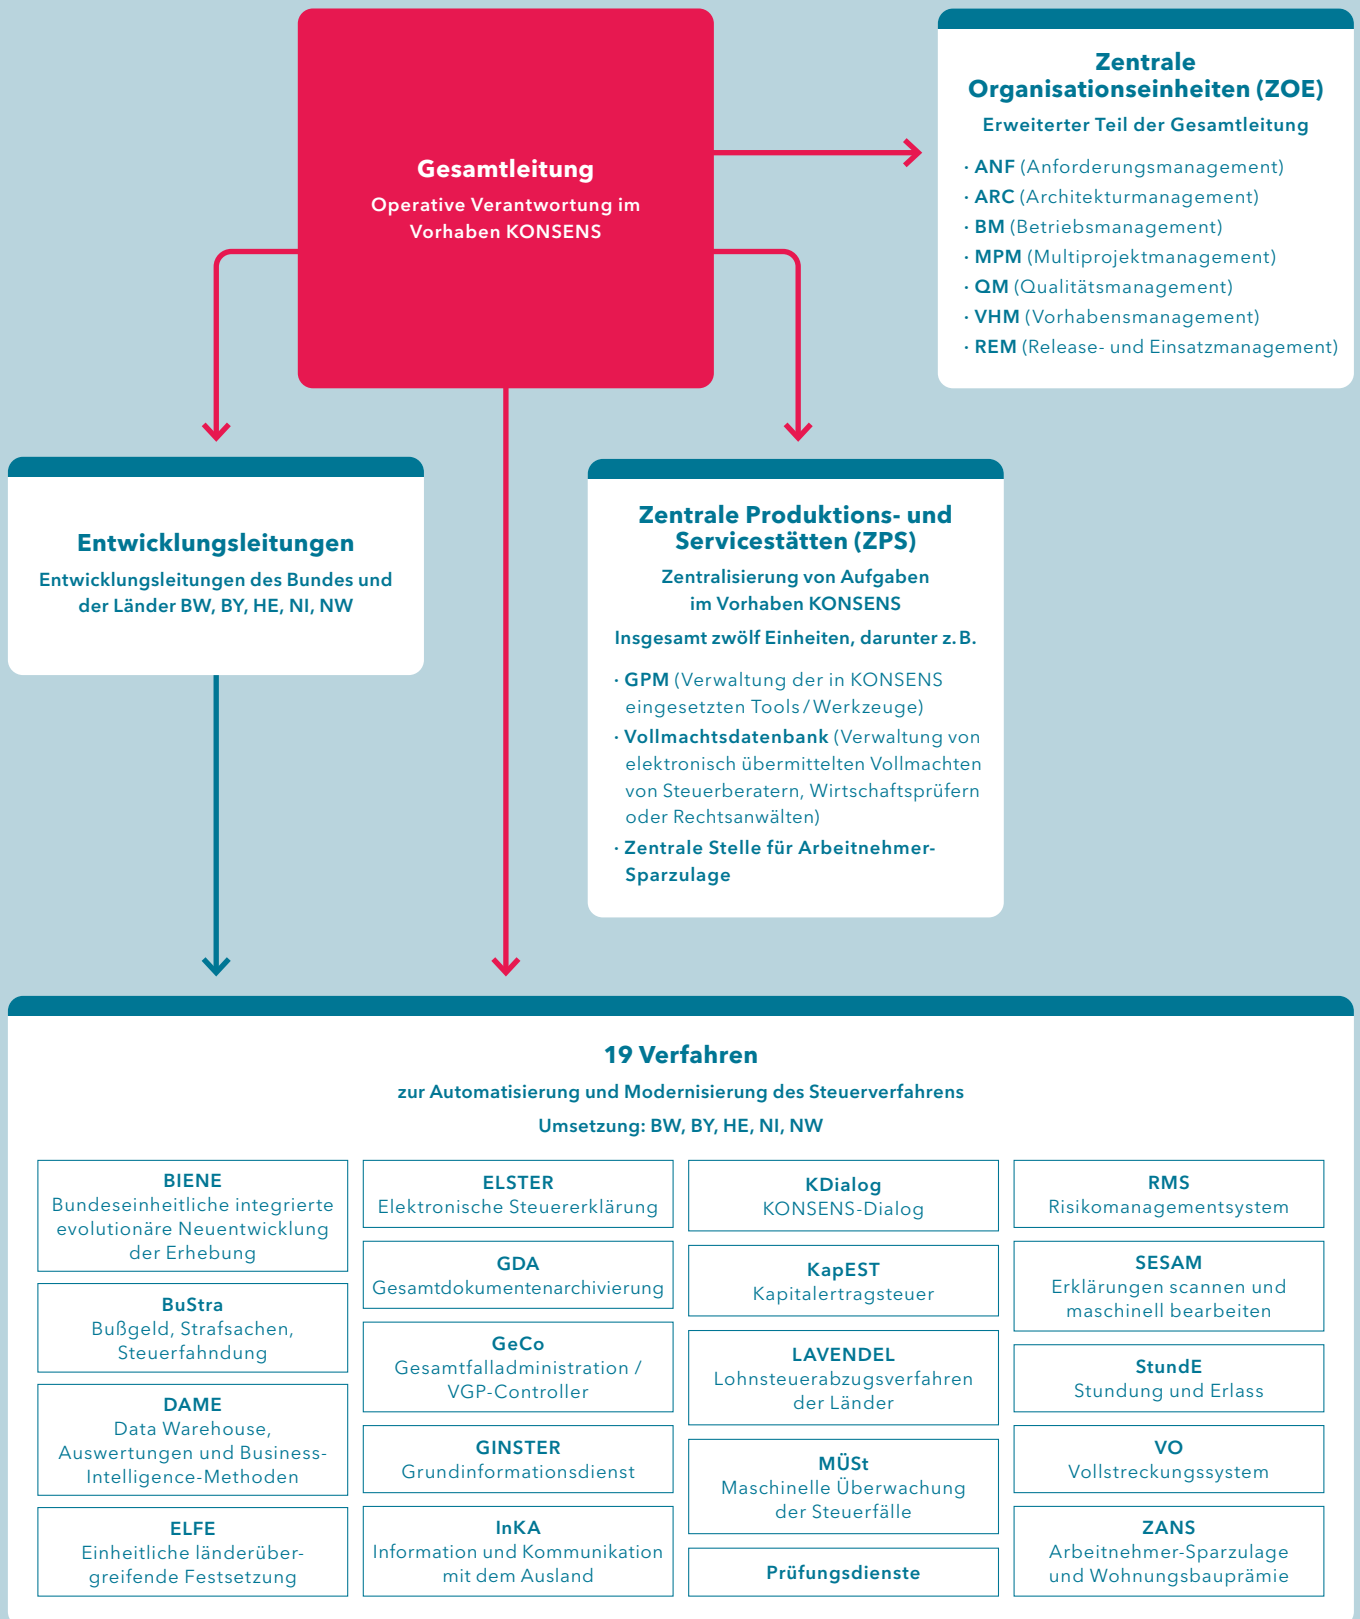 Gesamtleitung
Operative Verantwortung im
Vorhaben KONSENS
Zentrale
Organisationseinheiten (ZOE)
Erweiterter Teil der Gesamtleitung
· ANF (Anforderungsmanagement)
· ARC (Architekturmanagement)
· BM (Betriebsmanagement)
· MPM (Multiprojektmanagement)
· QM (Qualitätsmanagement)
· VHM (Vorhabensmanagement)
· REM (Release- und Einsatzmanagement)
Entwicklungsleitungen
Entwicklungsleitungen des Bundes und
der Länder BW, BY, HE, NI, NW
Zentrale Produktions- und
Servicestätten (ZPS)
Zentralisierung von Aufgaben
im Vorhaben KONSENS
Insgesamt zwölf Einheiten, darunter z. B.
· GPM (Verwaltung der in KONSENS
eingesetzten Tools / Werkzeuge)
· Vollmachtsdatenbank (Verwaltung von
elektronisch übermittelten Vollmachten
von Steuerberatern, Wirtschaftsprüfern
oder Rechtsanwälten)
· Zentrale Stelle für Arbeitnehmer-
Sparzulage
19 Verfahren
zur Automatisierung und Modernisierung des Steuerverfahrens
Umsetzung: BW, BY, HE, NI, NW
BIENE
Bundeseinheitliche integrierte
evolutionäre Neuentwicklung
der Erhebung
BuStra
Bußgeld, Strafsachen,
Steuerfahndung
DAME
Data Warehouse,
Auswertungen und Business-
Intelligence-Methoden
ELFE
Einheitliche länderüber-
greifende Festsetzung
ELSTER
Elektronische Steuererklärung
GDA
Gesamtdokumentenarchivierung
GeCo
Gesamtfalladministration /
VGP-Controller
GINSTER
Grundinformationsdienst
InKA
Information und Kommunikation
mit dem Ausland
KDialog
KONSENS-Dialog
KapEST
Kapitalertragsteuer
LAVENDEL
Lohnsteuerabzugsverfahren
der Länder
MÜSt
Maschinelle Überwachung
der Steuerfälle
Prüfungsdienste
RMS
Risikomanagementsystem
SESAM
Erklärungen scannen und
maschinell bearbeiten
StundE
Stundung und Erlass
VO
Vollstreckungssystem
ZANS
Arbeitnehmer-Sparzulage
und Wohnungsbauprämie